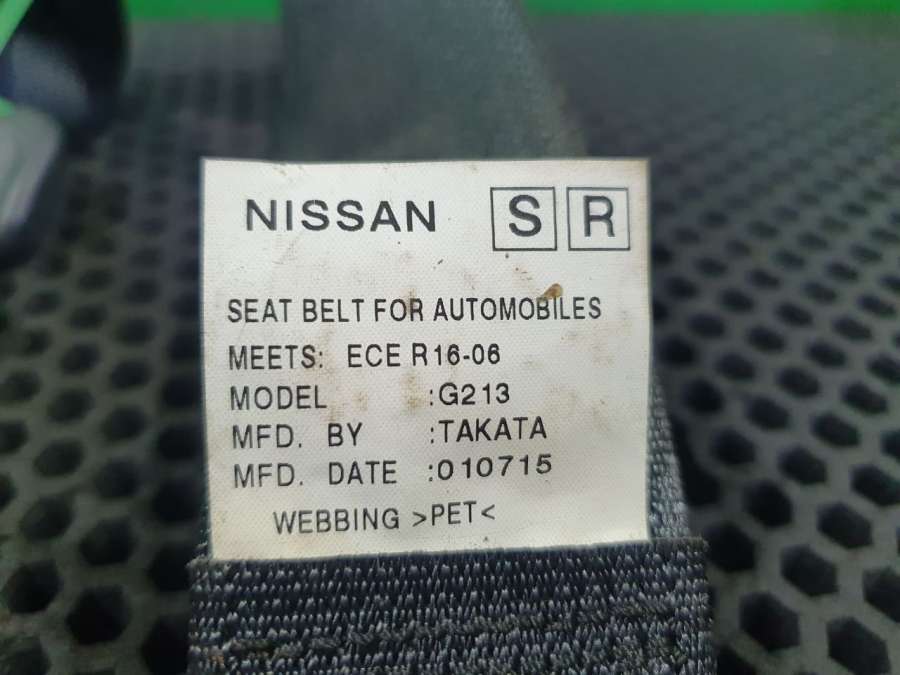 NISSAN S R
SEAT BELT FOR AUTOMOBILES
MEETS: ECE R16-06
MODEL :G213
MFD. BY :TAKATA
MFD. DATE :010715
WEBBING >PET<